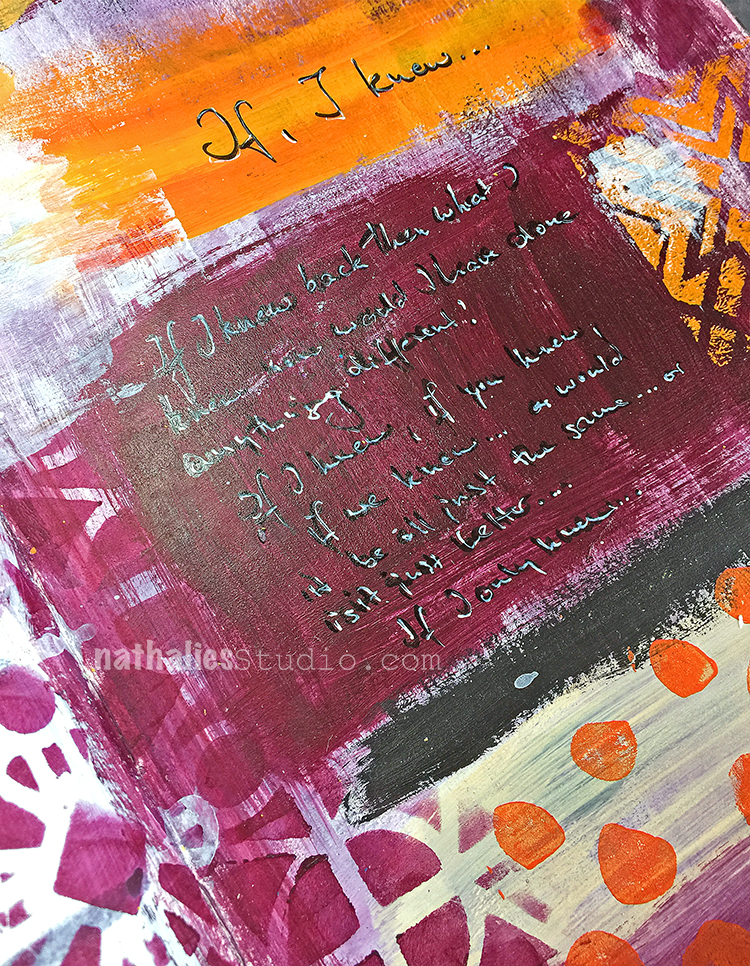 If, I knew...
If I knew back then what I
knew now would I have done
anything different?
If I knew, if you knew
if we knew... or would
it be all just the same... or
is it just better...
If I only knew...
nathaliesStudio.com